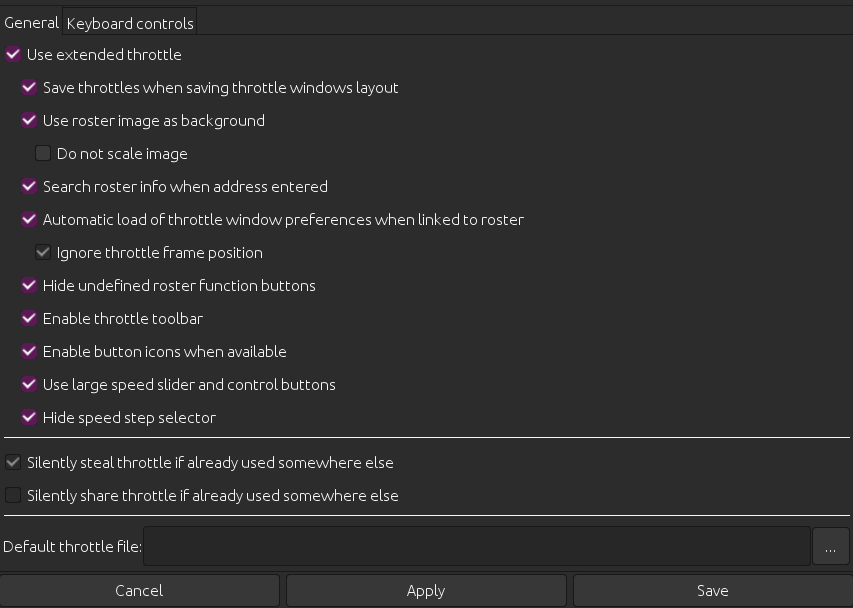 General Keyboard controls
Use extended throttle
Save throttles when saving throttle windows layout
Use roster image as background
Do not scale image
Search roster info when address entered
Automatic load of throttle window preferences when linked to roster
Ignore throttle frame position
Hide undefined roster function buttons
Enable throttle toolbar
Enable button icons when available
Use large speed slider and control buttons
Hide speed step selector
Silently steal throttle if already used somewhere else
Silently share throttle if already used somewhere else
Default throttle file: ...
Cancel Apply Save